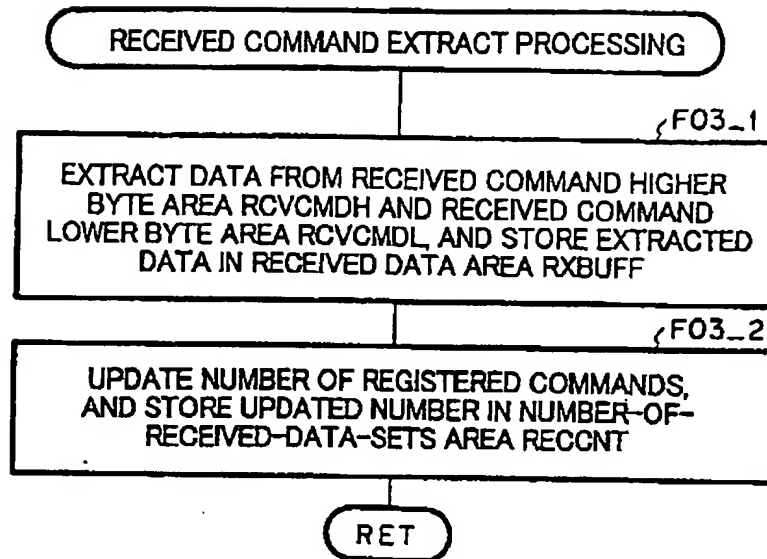 RECEIVED COMMAND EXTRACT PROCESSING
F03_1
EXTRACT DATA FROM RECEIVED COMMAND HIGHER
BYTE AREA RCVCMDH AND RECEIVED COMMAND
LOWER BYTE AREA RCVCMDL, AND STORE EXTRACTED
DATA IN RECEIVED DATA AREA RXBUFF
F03_2
UPDATE NUMBER OF REGISTERED COMMANDS,
AND STORE UPDATED NUMBER IN NUMBER-OF-
RECEIVED-DATA-SETS AREA RECCNT
RET